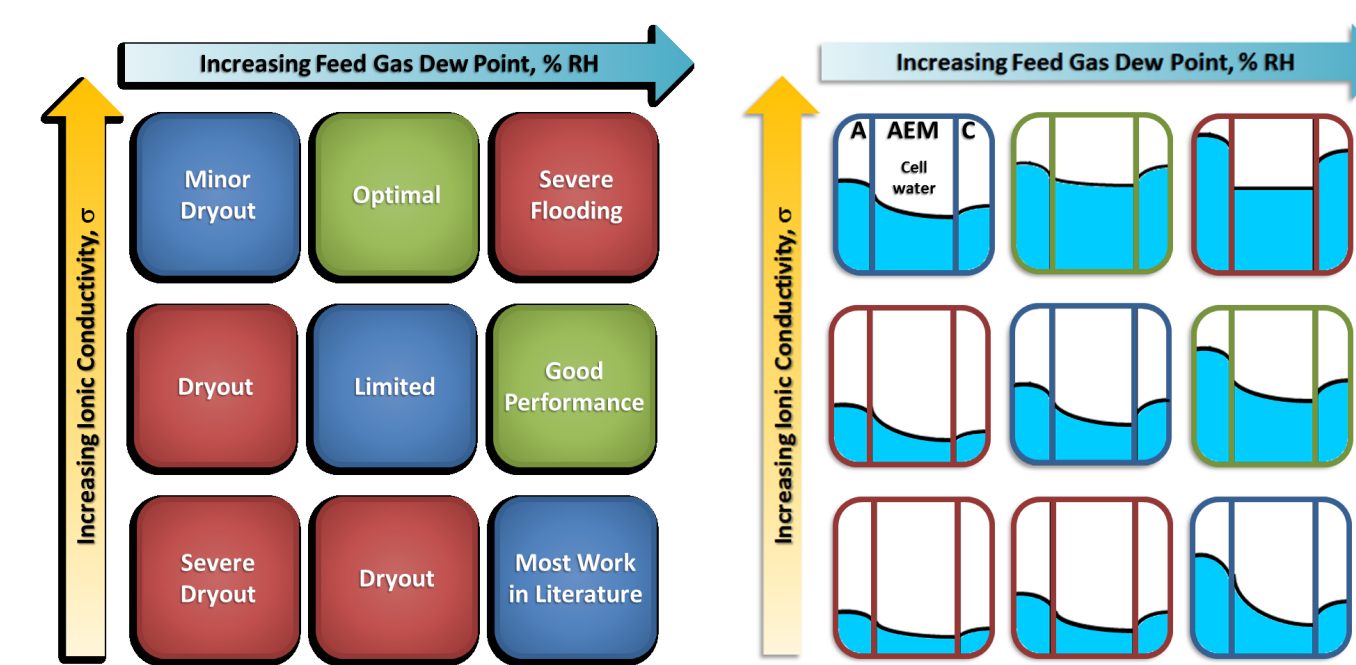 Increasing Feed Gas Dew Point, % RH
Increasing Ionic Conductivity, σ
Minor
Dryout
Optimal
Severe
Flooding
Dryout
Limited
Good
Performance
Severe
Dryout
Dryout
Most Work
in Literature
Increasing Feed Gas Dew Point, % RH
Increasing Ionic Conductivity, σ
A AEM C
Cell
water